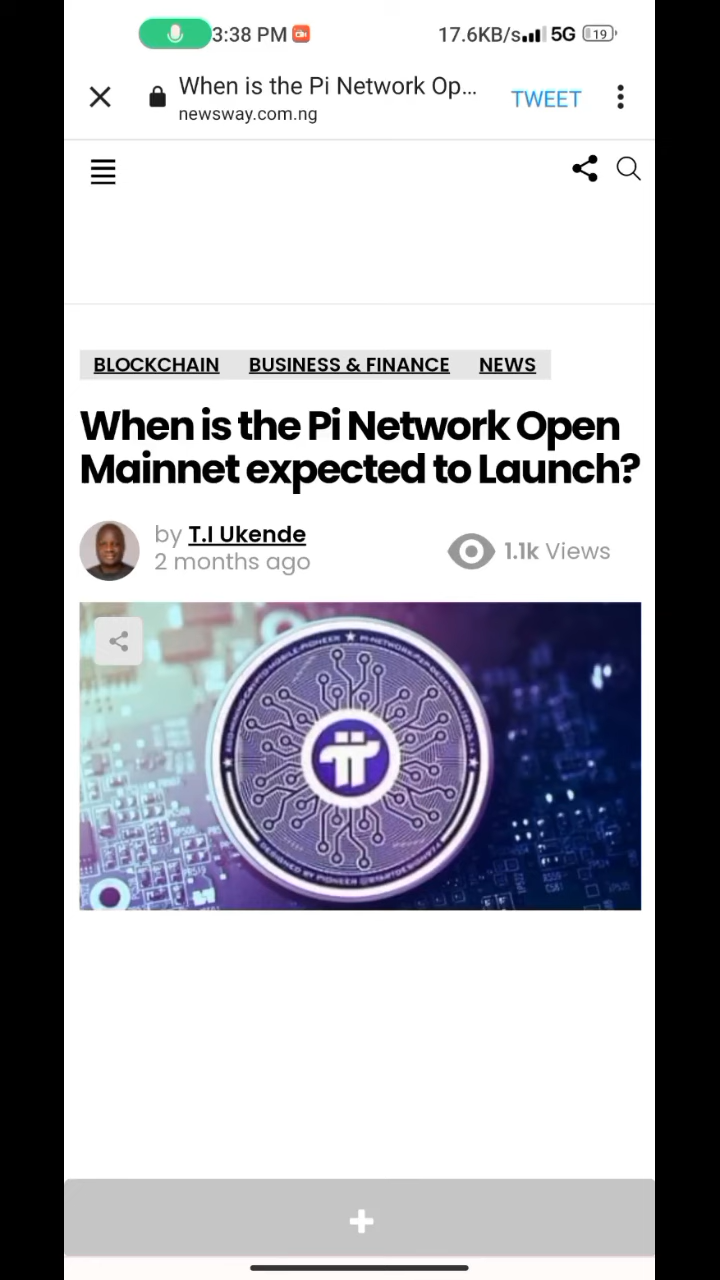 3:38 PM
17.6KB/s 5G 19
When is the Pi Network Op...
newsway.com.ng
TWEET
BLOCKCHAIN BUSINESS & FINANCE NEWS
When is the Pi Network Open
Mainnet expected to Launch?
by T.I Ukende
2 months ago
1.1k Views